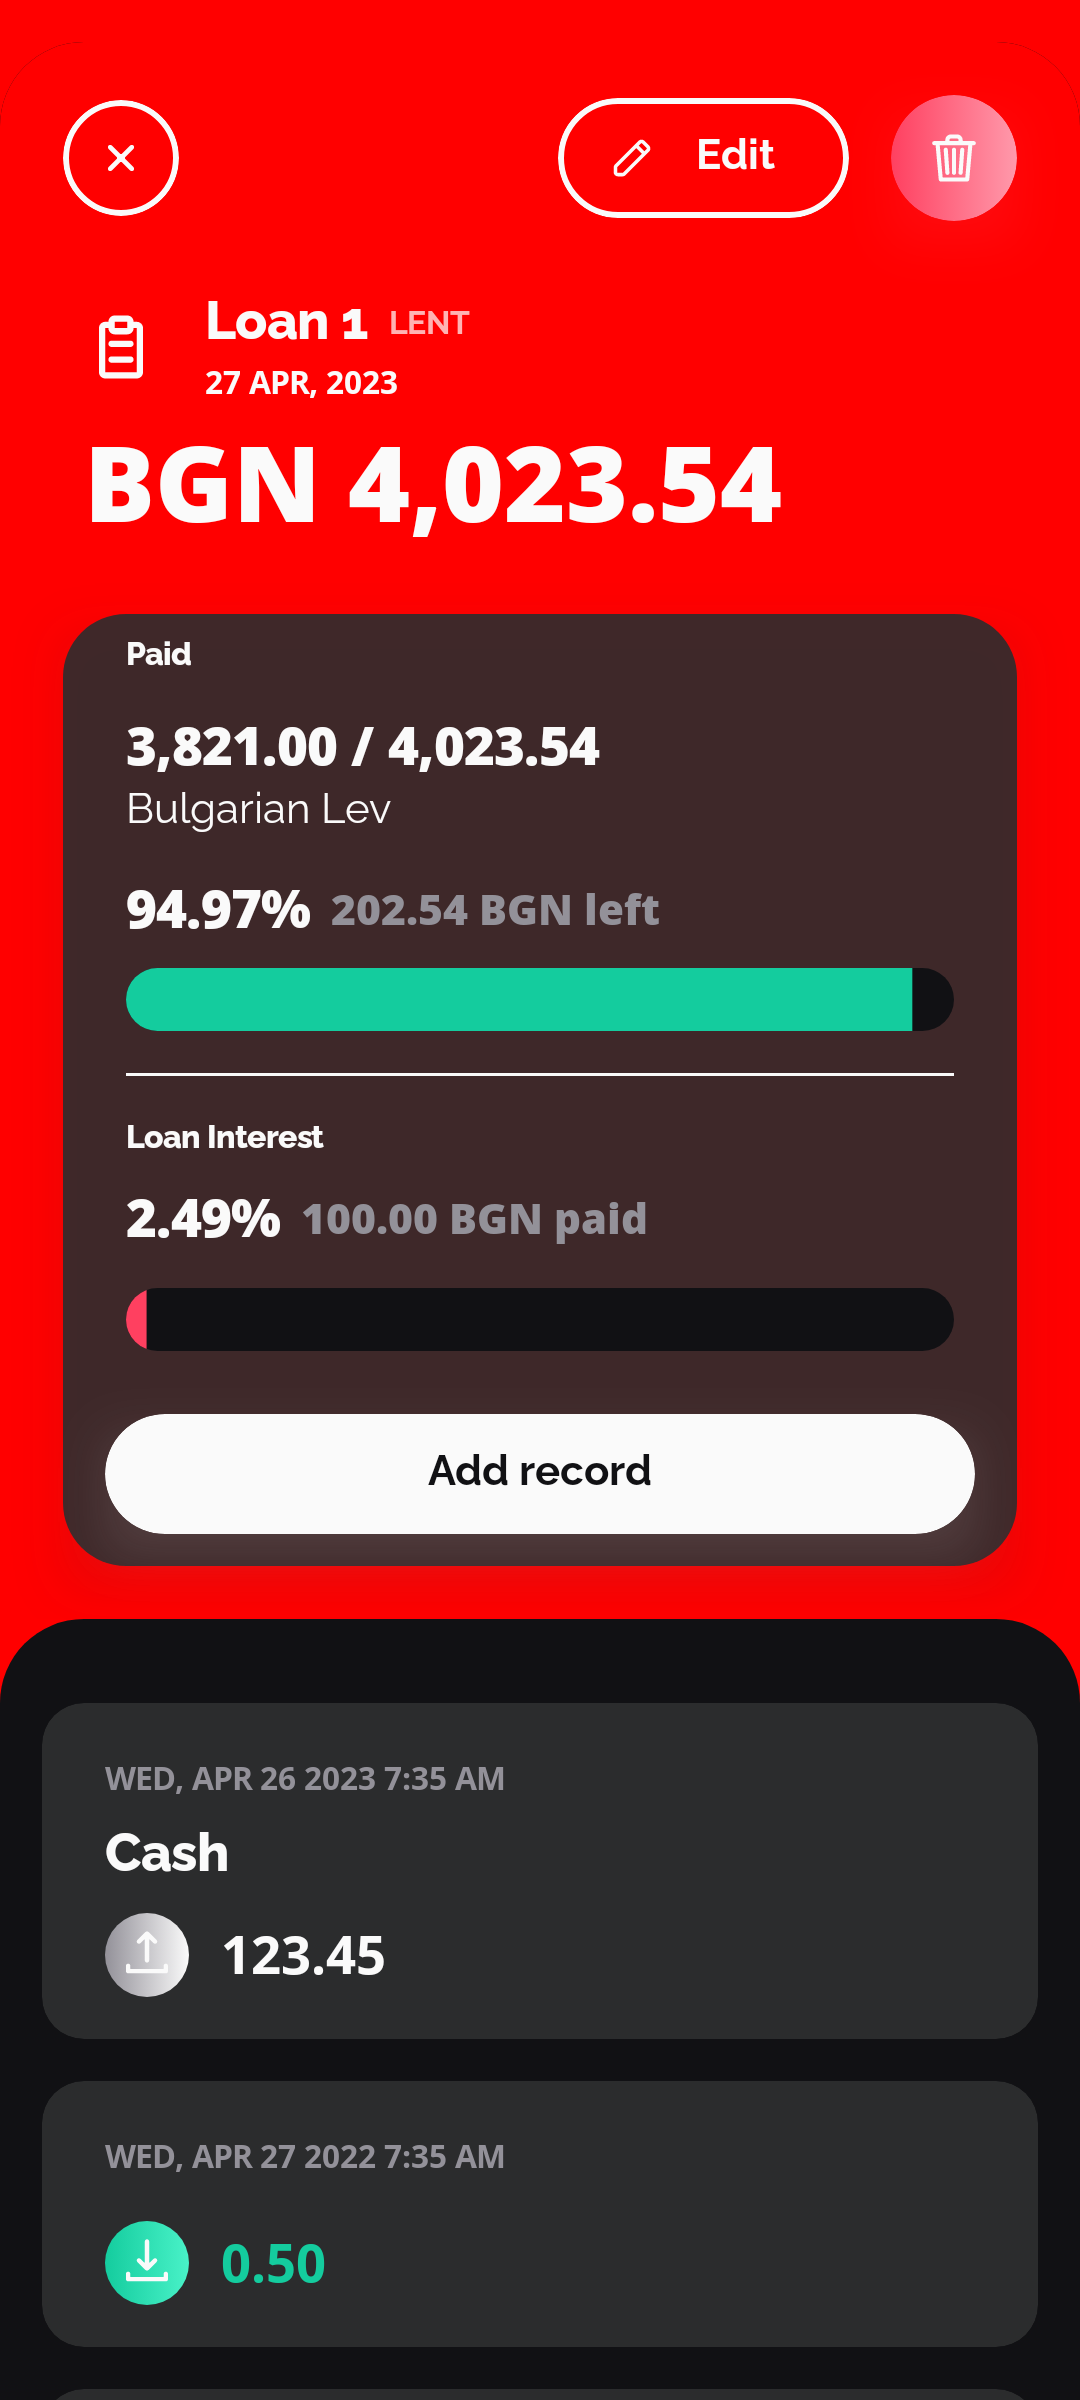 Edit
Loan 1 LENT
27 APR, 2023
BGN 4,023.54
Paid
3,821.00 / 4,023.54
Bulgarian Lev
94.97% 202.54 BGN left
Loan Interest
2.49% 100.00 BGN paid
Add record
WED, APR 26 2023 7:35 AM
Cash
123.45
WED, APR 27 2022 7:35 AM
0.50